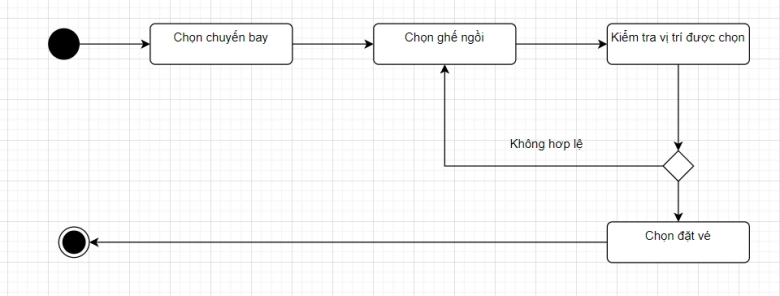 Chọn chuyến bay
Chọn ghế ngồi
Kiểm tra vị trí được chọn
Không hợp lệ
Chọn đặt vé